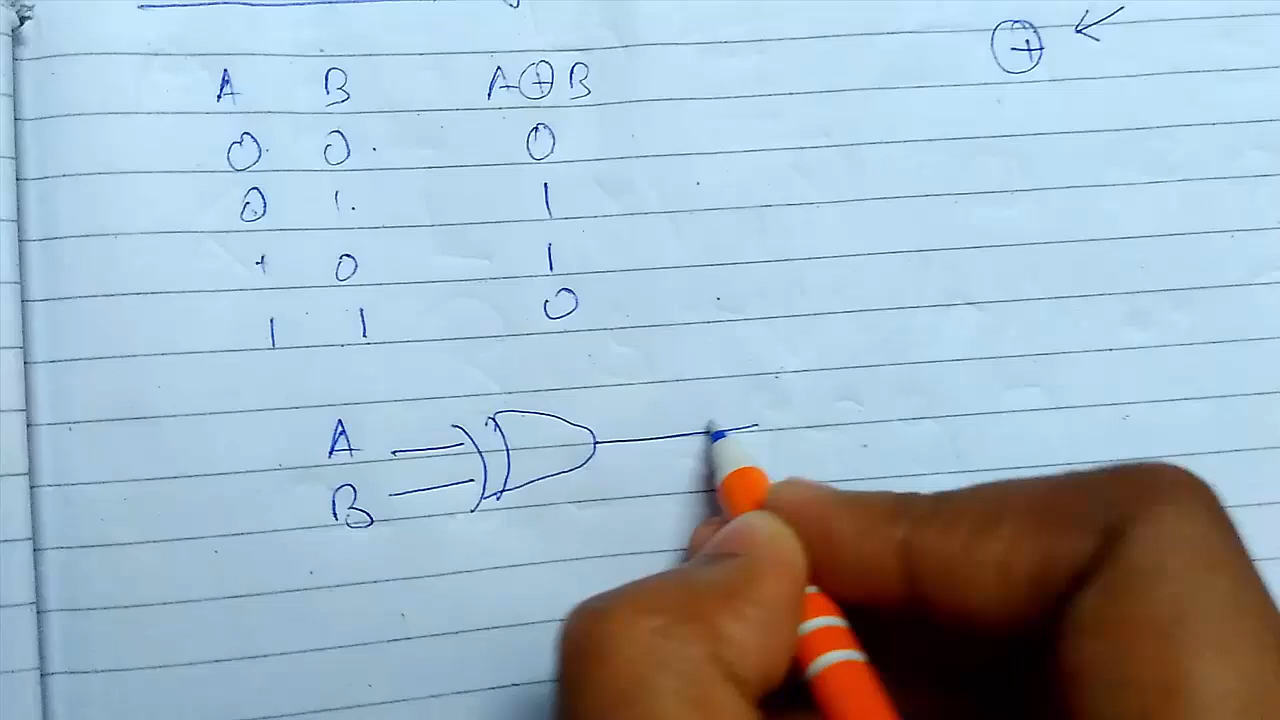 ⊕ ←
A B A⊕B
0 0 0
0 1 1
1 0 1
1 1 0
A
B